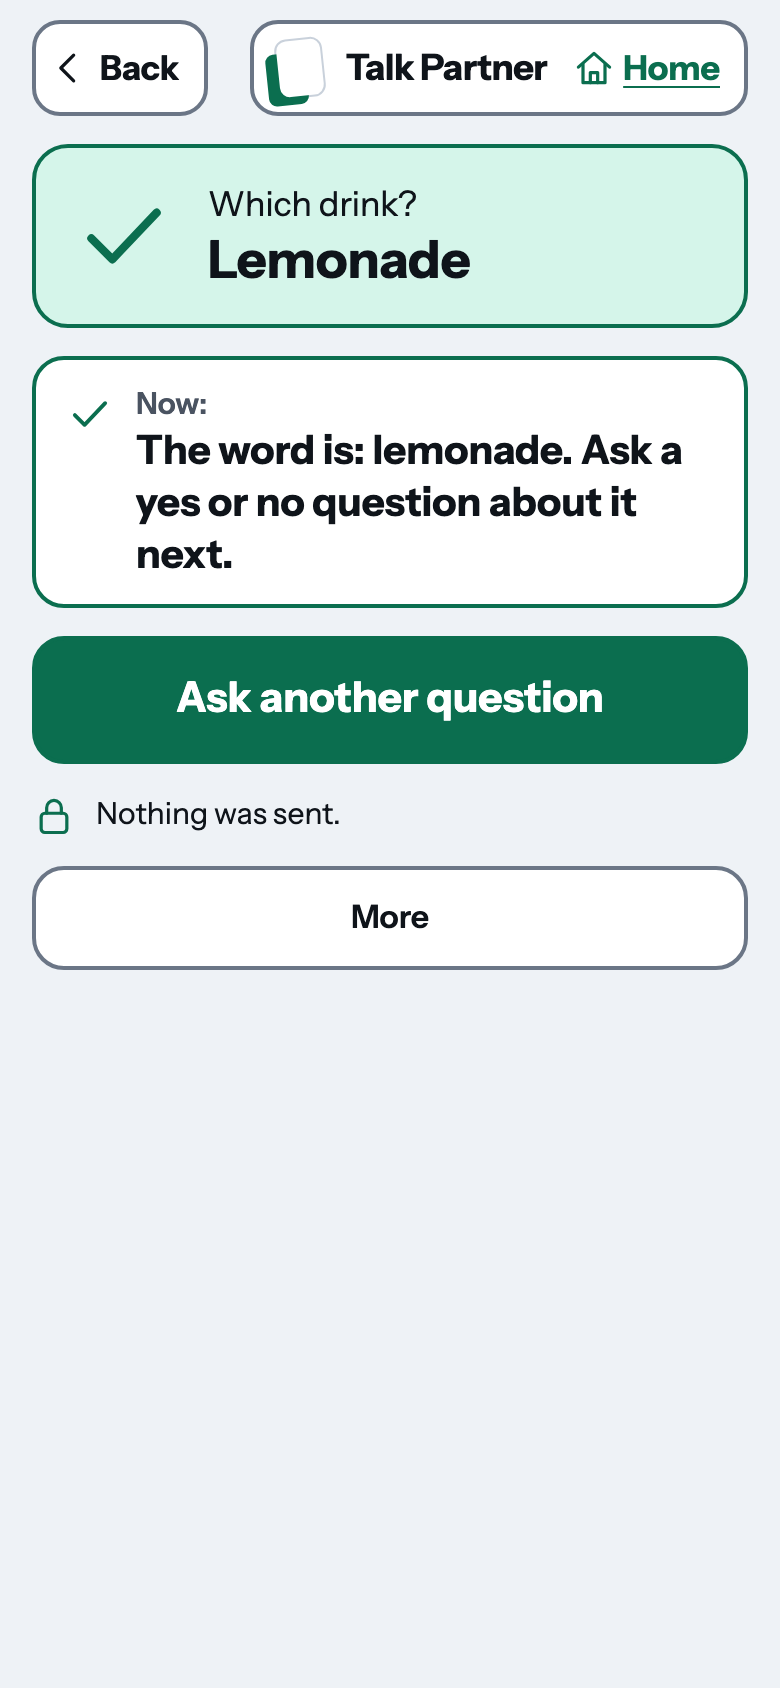 Back
Talk Partner
Home
Which drink?
Lemonade
Now:
The word is: lemonade. Ask a
yes or no question about it
next.
Ask another question
Nothing was sent.
More